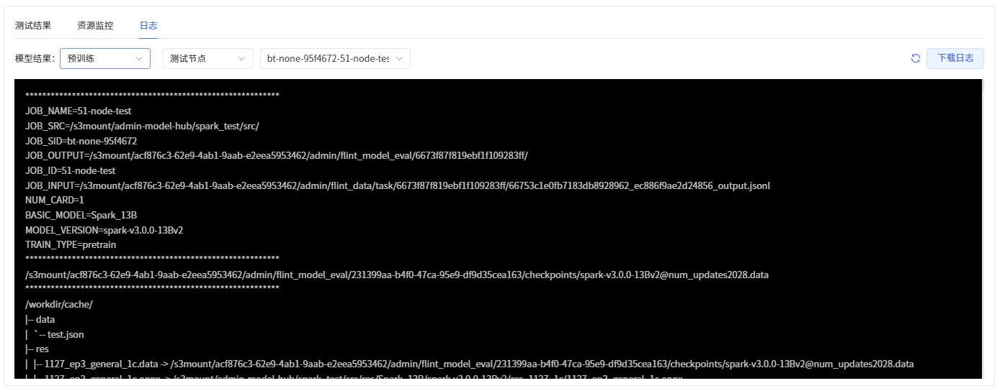 测试结果 资源监控 日志
模型结果: 预训练 测试节点 bt-none-95f4672-51-node-tes 下载日志
************************************************************
JOB_NAME=51-node-test
JOB_SRC=/s3mount/admin-model-hub/spark_test/src/
JOB_SID=bt-none-95f4672
JOB_OUTPUT=/s3mount/acf876c3-62e9-4ab1-9aab-e2eea5953462/admin/flint_model_eval/6673f87f819ebf1f109283ff/
JOB_ID=51-node-test
JOB_INPUT=/s3mount/acf876c3-62e9-4ab1-9aab-e2eea5953462/admin/flint_data/task/6673f87f819ebf1f109283ff/66753c1e0fb7183db8928962_ec886f9ae2d24856_output.jsonl
NUM_CARD=1
BASIC_MODEL=Spark_13B
MODEL_VERSION=spark-v3.0.0-13Bv2
TRAIN_TYPE=pretrain
************************************************************
/s3mount/acf876c3-62e9-4ab1-9aab-e2eea5953462/admin/flint_model_eval/231399aa-b4f0-47ca-95e9-df9d35cea163/checkpoints/spark-v3.0.0-13Bv2@num_updates2028.data
************************************************************
/workdir/cache/
|-- data
| `-- test.json
|-- res
| |-- 1127_ep3_general_1c.data -> /s3mount/acf876c3-62e9-4ab1-9aab-e2eea5953462/admin/flint_model_eval/231399aa-b4f0-47ca-95e9-df9d35cea163/checkpoints/spark-v3.0.0-13Bv2@num_updates2028.data
| |-- 1127_ep3_general_1c.onnx -> /s3mount/admin-model-hub/spark_test/src/res/Spark_13B/spark-v3.0.0-13Bv2/res_1127_1c/1127_ep3_general_1c.onnx